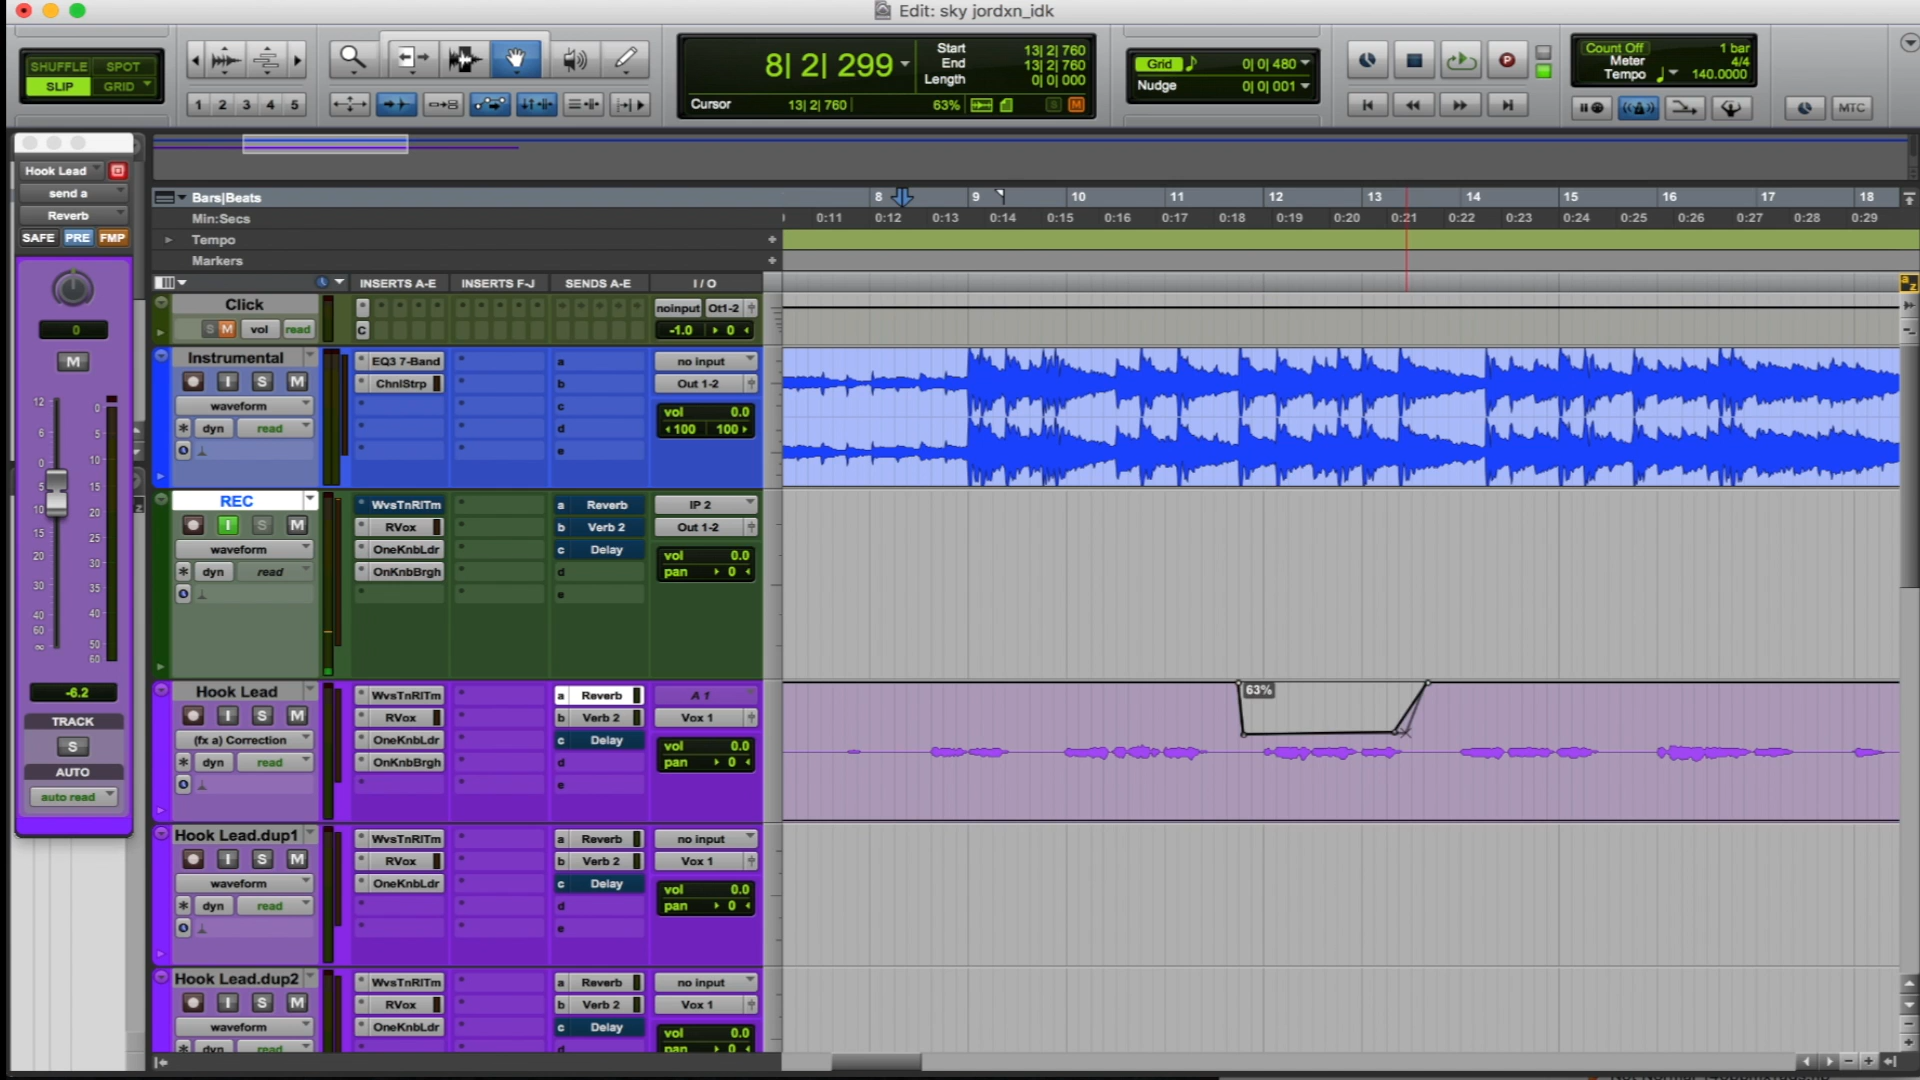 Edit: sky jordxn_idk
SHUFFLE SPOT
SLIP GRID
1 2 3 4 5
8| 2| 299
Start 13| 2| 760
End 13| 2| 760
Length 0| 0| 000
Cursor 13| 2| 760 63% S M
Grid 0| 0| 480
Nudge 0| 0| 001
P
Count Off 1 bar
Meter 4/4
Tempo 140.0000
MTC
Hook Lead
send a
Reverb
SAFE PRE FMP
0
M
12 6 0 5 10 15 20 30 40 60 ∞
0 5 10 15 20 25 30 35 40 50 60
-6.2
TRACK
S
AUTO
auto read
Bars|Beats 8 9 10 11 12 13 14 15 16 17 18
Min:Secs 0:11 0:12 0:13 0:14 0:15 0:16 0:17 0:18 0:19 0:20 0:21 0:22 0:23 0:24 0:25 0:26 0:27 0:28 0:29
Tempo
Markers
INSERTS A-E INSERTS F-J SENDS A-E I / O
a z
Click noinput Ot1-2
S M vol read C -1.0 0
Instrumental EQ3 7-Band a no input
I S M ChnlStrp b Out 1-2
waveform c vol 0.0
dyn read d 100 100
e
REC WvsTnRlTm a Reverb IP 2
I S M RVox b Verb 2 Out 1-2
waveform OneKnbLdr c Delay vol 0.0
dyn read OnKnbBrgh d pan 0
e
Hook Lead WvsTnRlTm a Reverb A 1 63%
I S M RVox b Verb 2 Vox 1
(fx a) Correction OneKnbLdr c Delay vol 0.0
dyn read OnKnbBrgh d pan 0
e
Hook Lead.dup1 WvsTnRlTm a Reverb no input
I S M RVox b Verb 2 Vox 1
waveform OneKnbLdr c Delay vol 0.0
dyn read d pan 0
e
Hook Lead.dup2 WvsTnRlTm a Reverb no input
I S M RVox b Verb 2 Vox 1
waveform OneKnbLdr c Delay vol 0.0
dyn read d pan 0